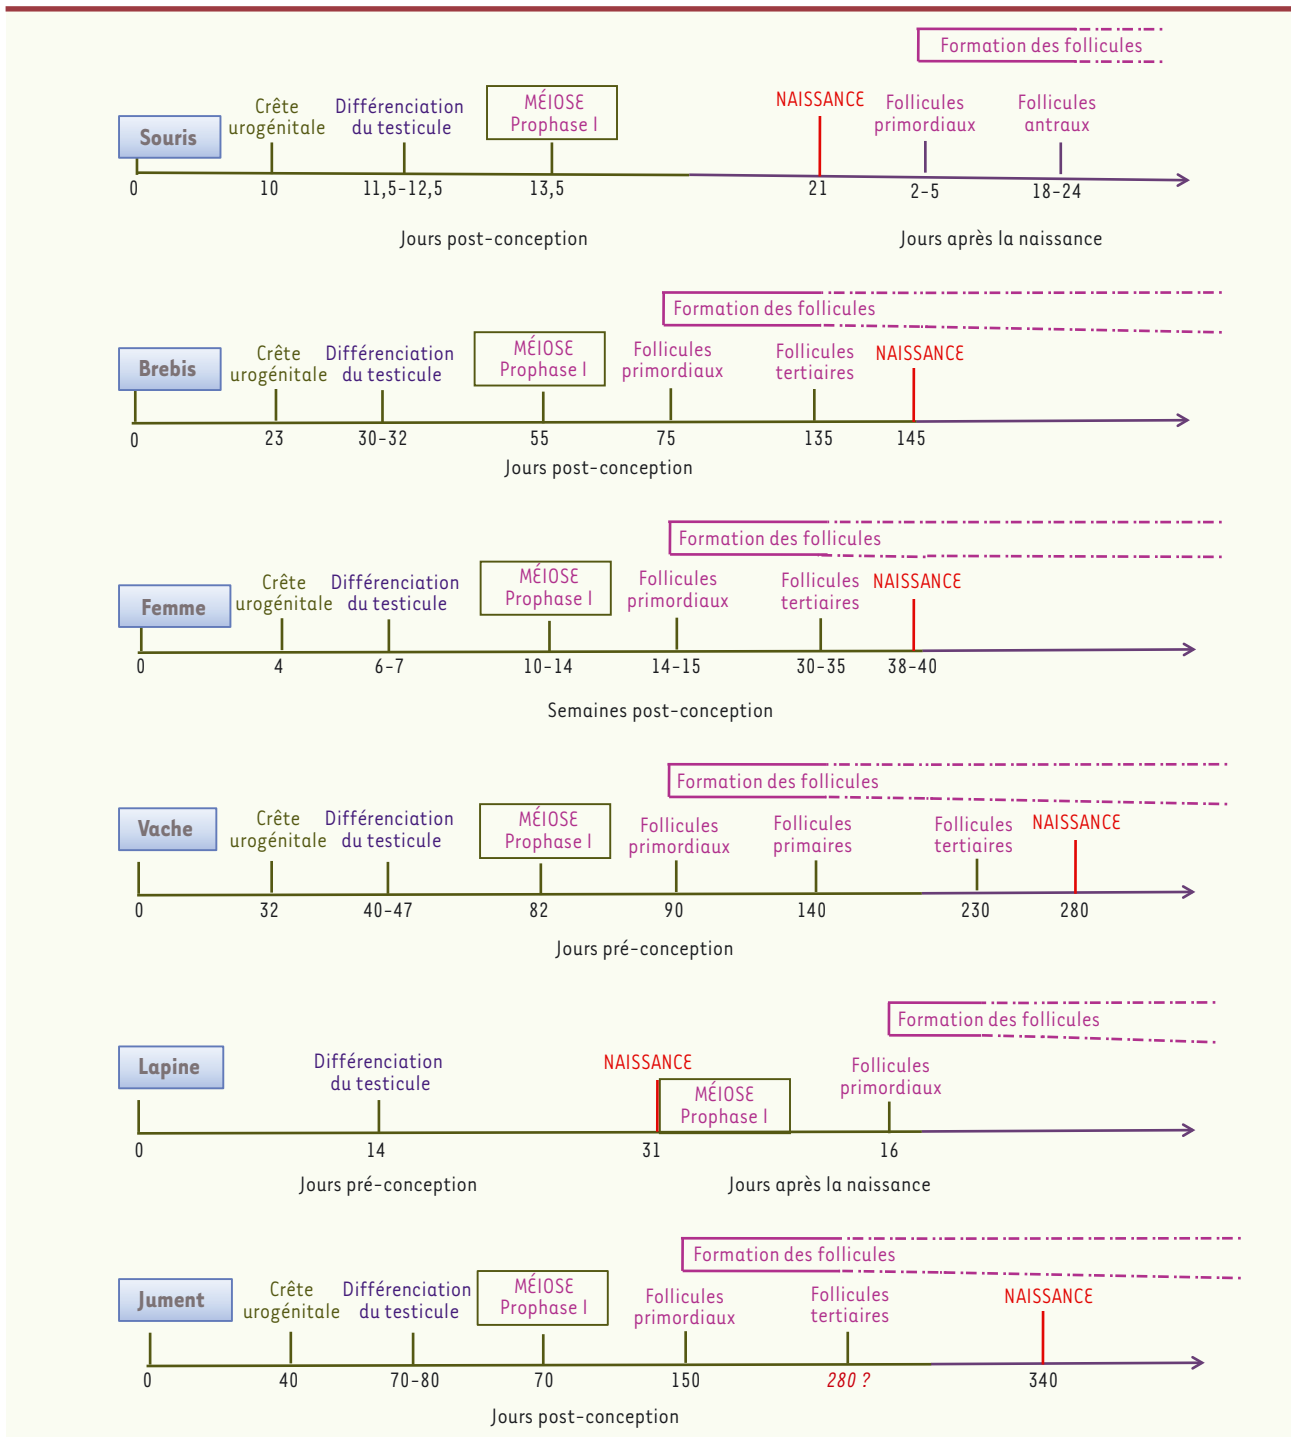 Formation des follicules
Souris
Crête
urogénitale
Différenciation
du testicule
MÉIOSE
Prophase I
NAISSANCE
Follicules
primordiaux
Follicules
antraux
0
10
11,5-12,5
13,5
21
2-5
18-24
Jours post-conception
Jours après la naissance
Formation des follicules
Brebis
Crête
urogénitale
Différenciation
du testicule
MÉIOSE
Prophase I
Follicules
primordiaux
Follicules
tertiaires
NAISSANCE
0
23
30-32
55
75
135
145
Jours post-conception
Formation des follicules
Femme
Crête
urogénitale
Différenciation
du testicule
MÉIOSE
Prophase I
Follicules
primordiaux
Follicules
tertiaires
NAISSANCE
0
4
6-7
10-14
14-15
30-35
38-40
Semaines post-conception
Formation des follicules
Vache
Crête
urogénitale
Différenciation
du testicule
MÉIOSE
Prophase I
Follicules
primordiaux
Follicules
primaires
Follicules
tertiaires
NAISSANCE
0
32
40-47
82
90
140
230
280
Jours pré-conception
Formation des follicules
Lapine
Différenciation
du testicule
NAISSANCE
MÉIOSE
Prophase I
Follicules
primordiaux
0
14
31
16
Jours pré-conception
Jours après la naissance
Formation des follicules
Jument
Crête
urogénitale
Différenciation
du testicule
MÉIOSE
Prophase I
Follicules
primordiaux
Follicules
tertiaires
NAISSANCE
0
40
70-80
70
150
280 ?
340
Jours post-conception